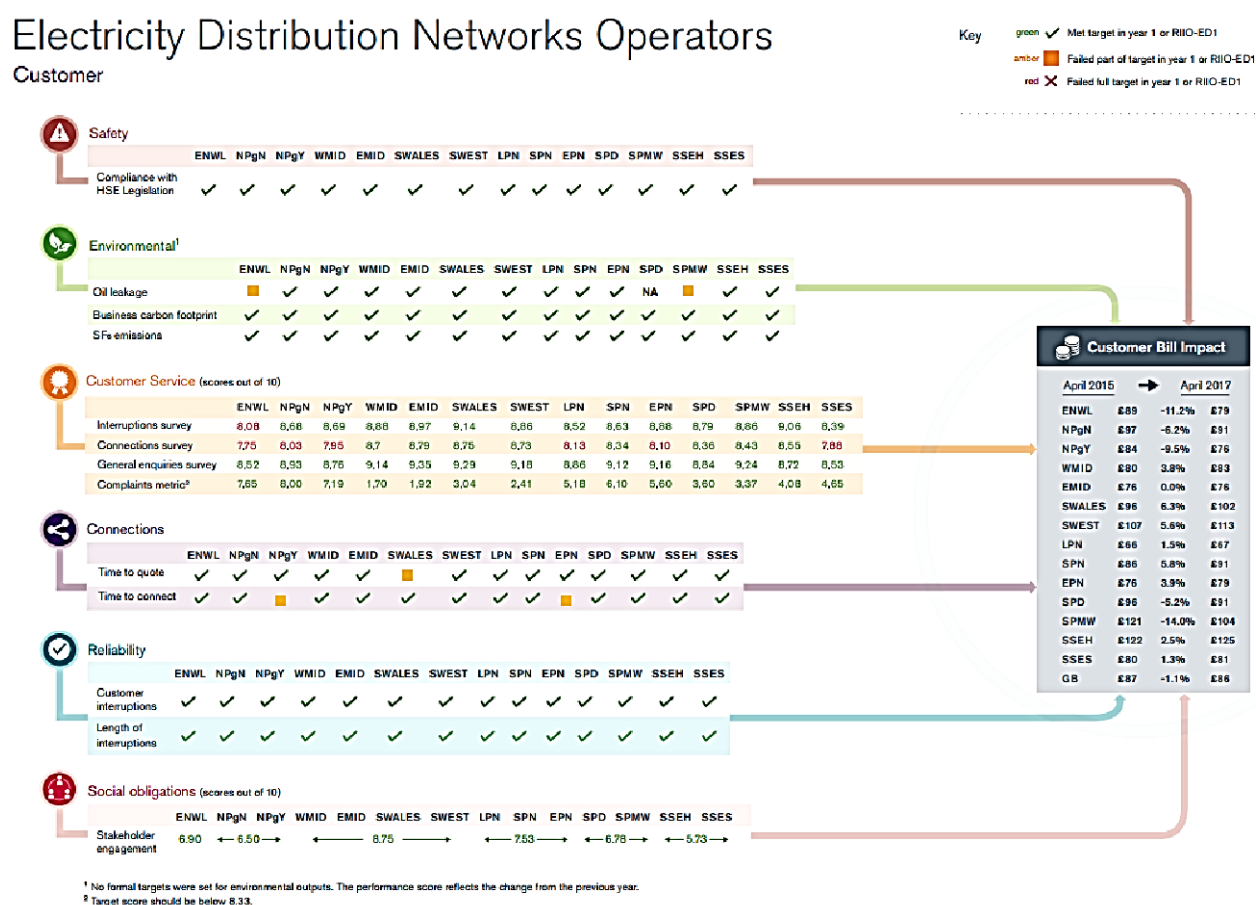 Electricity Distribution Networks Operators
Customer
Key
green ✓ Met target in year 1 or RIIO-ED1
amber Failed part of target in year 1 or RIIO-ED1
red ✕ Failed full target in year 1 or RIIO-ED1
Safety
ENWL NPgN NPgY WMID EMID SWALES SWEST LPN SPN EPN SPD SPMW SSEH SSES
Compliance with
HSE Legislation ✓ ✓ ✓ ✓ ✓ ✓ ✓ ✓ ✓ ✓ ✓ ✓ ✓ ✓
Environmental¹
ENWL NPgN NPgY WMID EMID SWALES SWEST LPN SPN EPN SPD SPMW SSEH SSES
Oil leakage ✓ ✓ ✓ ✓ ✓ ✓ ✓ ✓ ✓ NA ✓ ✓
Business carbon footprint ✓ ✓ ✓ ✓ ✓ ✓ ✓ ✓ ✓ ✓ ✓ ✓ ✓ ✓
SF₆ emissions ✓ ✓ ✓ ✓ ✓ ✓ ✓ ✓ ✓ ✓ ✓ ✓ ✓ ✓
Customer Service (scores out of 10)
ENWL NPgN NPgY WMID EMID SWALES SWEST LPN SPN EPN SPD SPMW SSEH SSES
Interruptions survey 8,08 8,68 8,69 8,88 8,97 9,14 8,86 8,52 8,63 8,68 8,79 8,86 9,06 8,39
Connections survey 7,75 8,03 7,95 8,7 8,79 8,75 8,73 8,13 8,34 8,10 8,36 8,43 8,55 7,88
General enquiries survey 8,52 8,93 8,76 9,14 9,35 9,29 9,18 8,86 9,12 9,16 8,84 9,24 8,72 8,53
Complaints metric² 7,65 8,00 7,19 1,70 1,92 3,04 2,41 5,18 6,10 5,60 3,60 3,37 4,08 4,65
Connections
ENWL NPgN NPgY WMID EMID SWALES SWEST LPN SPN EPN SPD SPMW SSEH SSES
Time to quote ✓ ✓ ✓ ✓ ✓ ✓ ✓ ✓ ✓ ✓ ✓ ✓ ✓
Time to connect ✓ ✓ ✓ ✓ ✓ ✓ ✓ ✓ ✓ ✓ ✓ ✓
Reliability
ENWL NPgN NPgY WMID EMID SWALES SWEST LPN SPN EPN SPD SPMW SSEH SSES
Customer
interruptions ✓ ✓ ✓ ✓ ✓ ✓ ✓ ✓ ✓ ✓ ✓ ✓ ✓ ✓
Length of
interruptions ✓ ✓ ✓ ✓ ✓ ✓ ✓ ✓ ✓ ✓ ✓ ✓ ✓ ✓
Social obligations (scores out of 10)
ENWL NPgN NPgY WMID EMID SWALES SWEST LPN SPN EPN SPD SPMW SSEH SSES
Stakeholder
engagement 6.90 6.50 8.75 7.53 6.78 5.73
Customer Bill Impact
April 2015 → April 2017
ENWL £89 -11.2% £79
NPgN £97 -6.2% £91
NPgY £84 -9.5% £76
WMID £80 3.8% £83
EMID £76 0.0% £76
SWALES £96 6.3% £102
SWEST £107 5.6% £113
LPN £66 1.5% £67
SPN £86 5.8% £91
EPN £76 3.9% £79
SPD £96 -5.2% £91
SPMW £121 -14.0% £104
SSEH £122 2.5% £125
SSES £80 1.3% £81
GB £87 -1.1% £86
¹ No formal targets were set for environmental outputs. The performance score reflects the change from the previous year.
² Target score should be below 8.33.